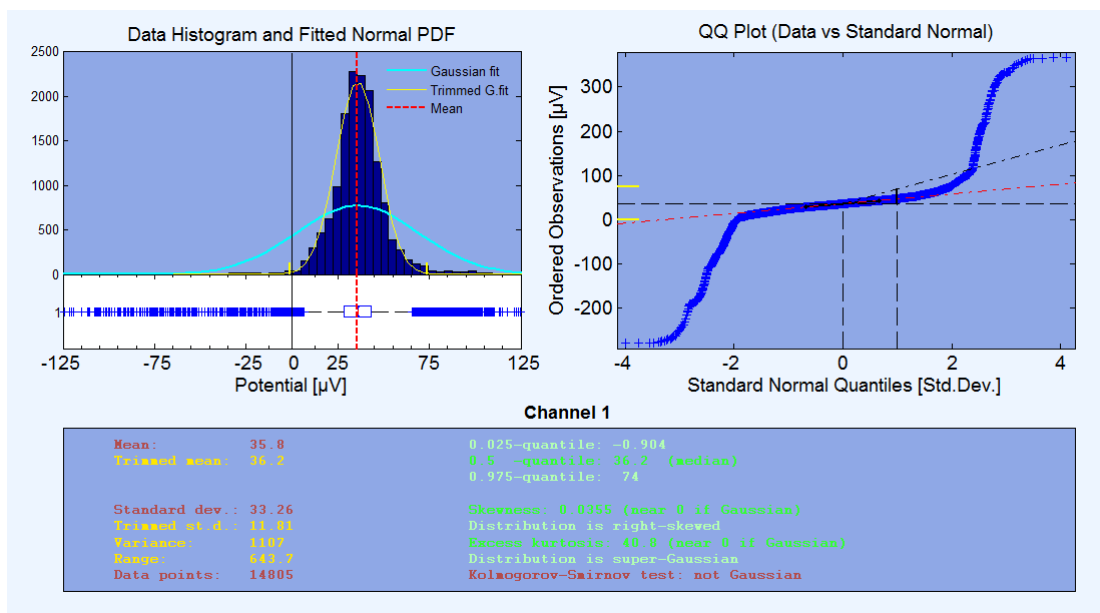 Data Histogram and Fitted Normal PDF
2500
2000
1500
1000
500
0
Gaussian fit
Trimmed G.fit
Mean
1
-125 -75 -25 0 25 75 125
Potential [µV]
QQ Plot (Data vs Standard Normal)
Ordered Observations [µV]
300
200
100
0
-100
-200
-4 -2 0 2 4
Standard Normal Quantiles [Std.Dev.]
Channel 1
Mean: 35.8
Trimmed mean: 36.2
Standard dev.: 33.26
Trimmed st.d.: 11.81
Variance: 1107
Range: 643.7
Data points: 14805
0.025-quantile: -0.904
0.5 -quantile: 36.2 (median)
0.975-quantile: 74
Skewness: 0.0355 (near 0 if Gaussian)
Distribution is right-skewed
Excess kurtosis: 40.8 (near 0 if Gaussian)
Distribution is super-Gaussian
Kolmogorov-Smirnov test: not Gaussian